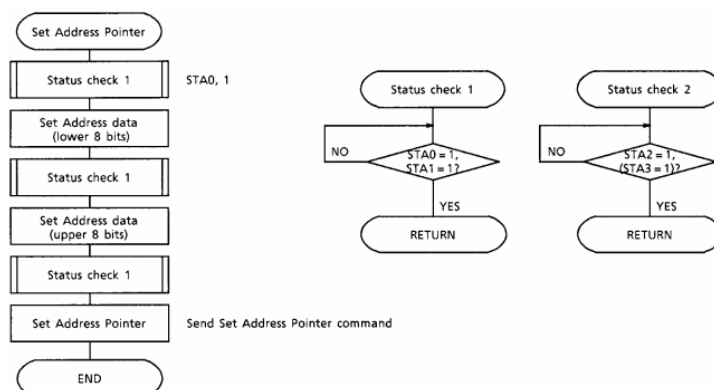 Set Address Pointer
Status check 1
STA0, 1
Set Address data
(lower 8 bits)
Status check 1
Set Address data
(upper 8 bits)
Status check 1
Set Address Pointer
Send Set Address Pointer command
END
Status check 1
NO
STA0 = 1,
STA1 = 1?
YES
RETURN
Status check 2
NO
STA2 = 1,
(STA3 = 1)?
YES
RETURN